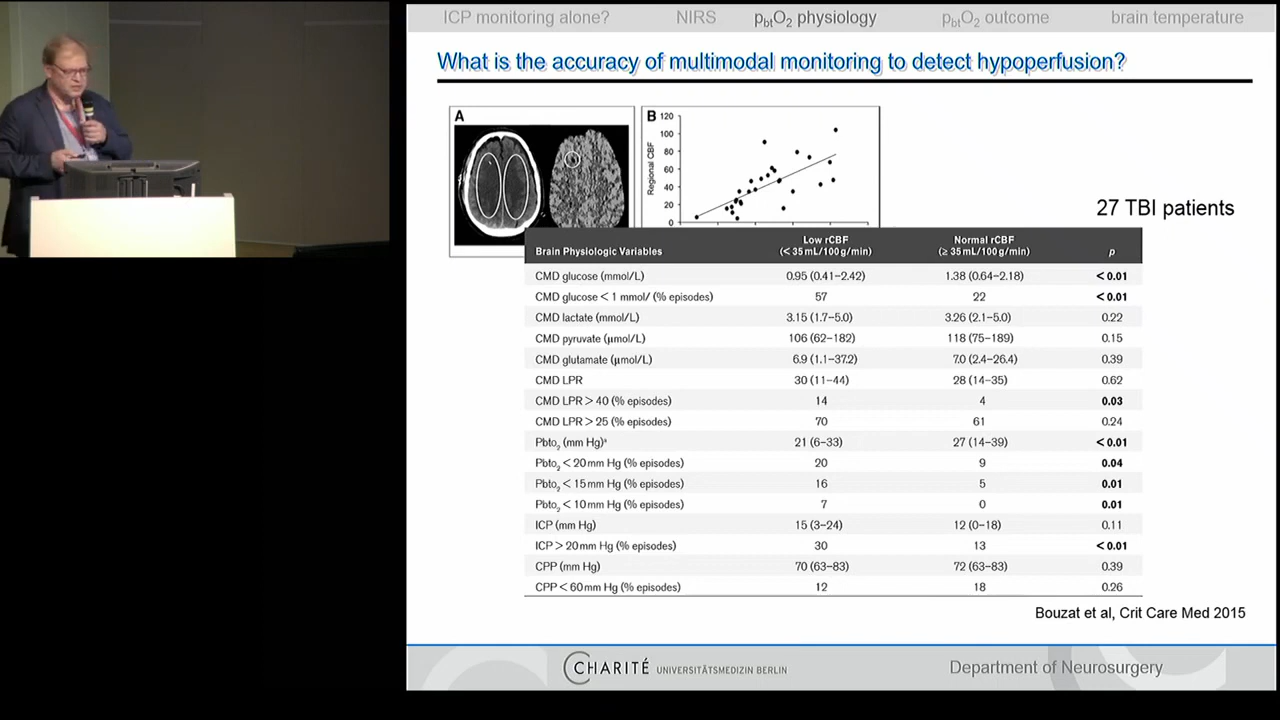 ICP monitoring alone? NIRS pbtO2 physiology pbtO2 outcome brain temperature
What is the accuracy of multimodal monitoring to detect hypoperfusion?
A
B
120
100
80
60
40
20
0
Regional CBF
27 TBI patients
Brain Physiologic Variables Low rCBF (< 35 mL/100 g/min) Normal rCBF (≥ 35 mL/100 g/min) p
CMD glucose (mmol/L) 0.95 (0.41–2.42) 1.38 (0.64–2.18) < 0.01
CMD glucose < 1 mmol/ (% episodes) 57 22 < 0.01
CMD lactate (mmol/L) 3.15 (1.7–5.0) 3.26 (2.1–5.0) 0.22
CMD pyruvate (μmol/L) 106 (62–182) 118 (75–189) 0.15
CMD glutamate (μmol/L) 6.9 (1.1–37.2) 7.0 (2.4–26.4) 0.39
CMD LPR 30 (11–44) 28 (14–35) 0.62
CMD LPR > 40 (% episodes) 14 4 0.03
CMD LPR > 25 (% episodes) 70 61 0.24
Pbto2 (mm Hg)a 21 (6–33) 27 (14–39) < 0.01
Pbto2 < 20 mm Hg (% episodes) 20 9 0.04
Pbto2 < 15 mm Hg (% episodes) 16 5 0.01
Pbto2 < 10 mm Hg (% episodes) 7 0 0.01
ICP (mm Hg) 15 (3–24) 12 (0–18) 0.11
ICP > 20 mm Hg (% episodes) 30 13 < 0.01
CPP (mm Hg) 70 (63–83) 72 (63–83) 0.39
CPP < 60 mm Hg (% episodes) 12 18 0.26
Bouzat et al, Crit Care Med 2015
CHARITÉ UNIVERSITÄTSMEDIZIN BERLIN Department of Neurosurgery